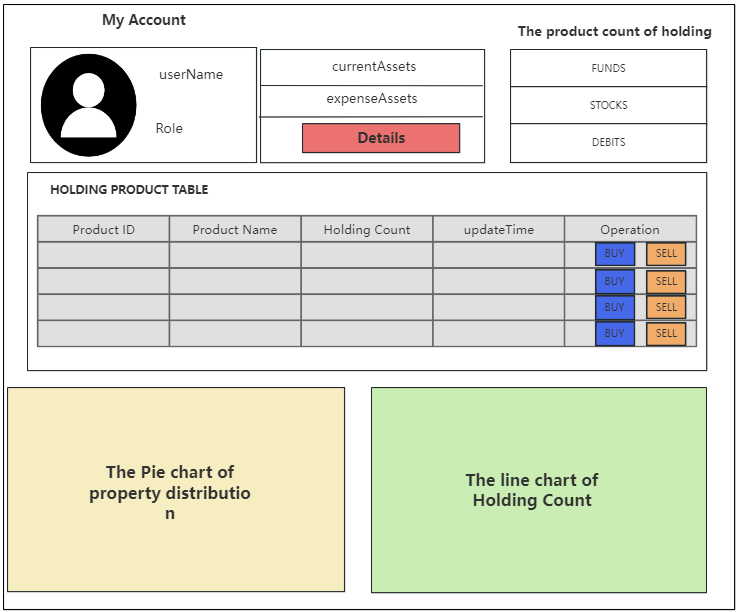 My Account
The product count of holding
userName
Role
currentAssets
expenseAssets
Details
FUNDS
STOCKS
DEBITS
HOLDING PRODUCT TABLE
Product ID Product Name Holding Count updateTime Operation
BUY SELL
BUY SELL
BUY SELL
BUY SELL
The Pie chart of
property distributio
n
The line chart of
Holding Count